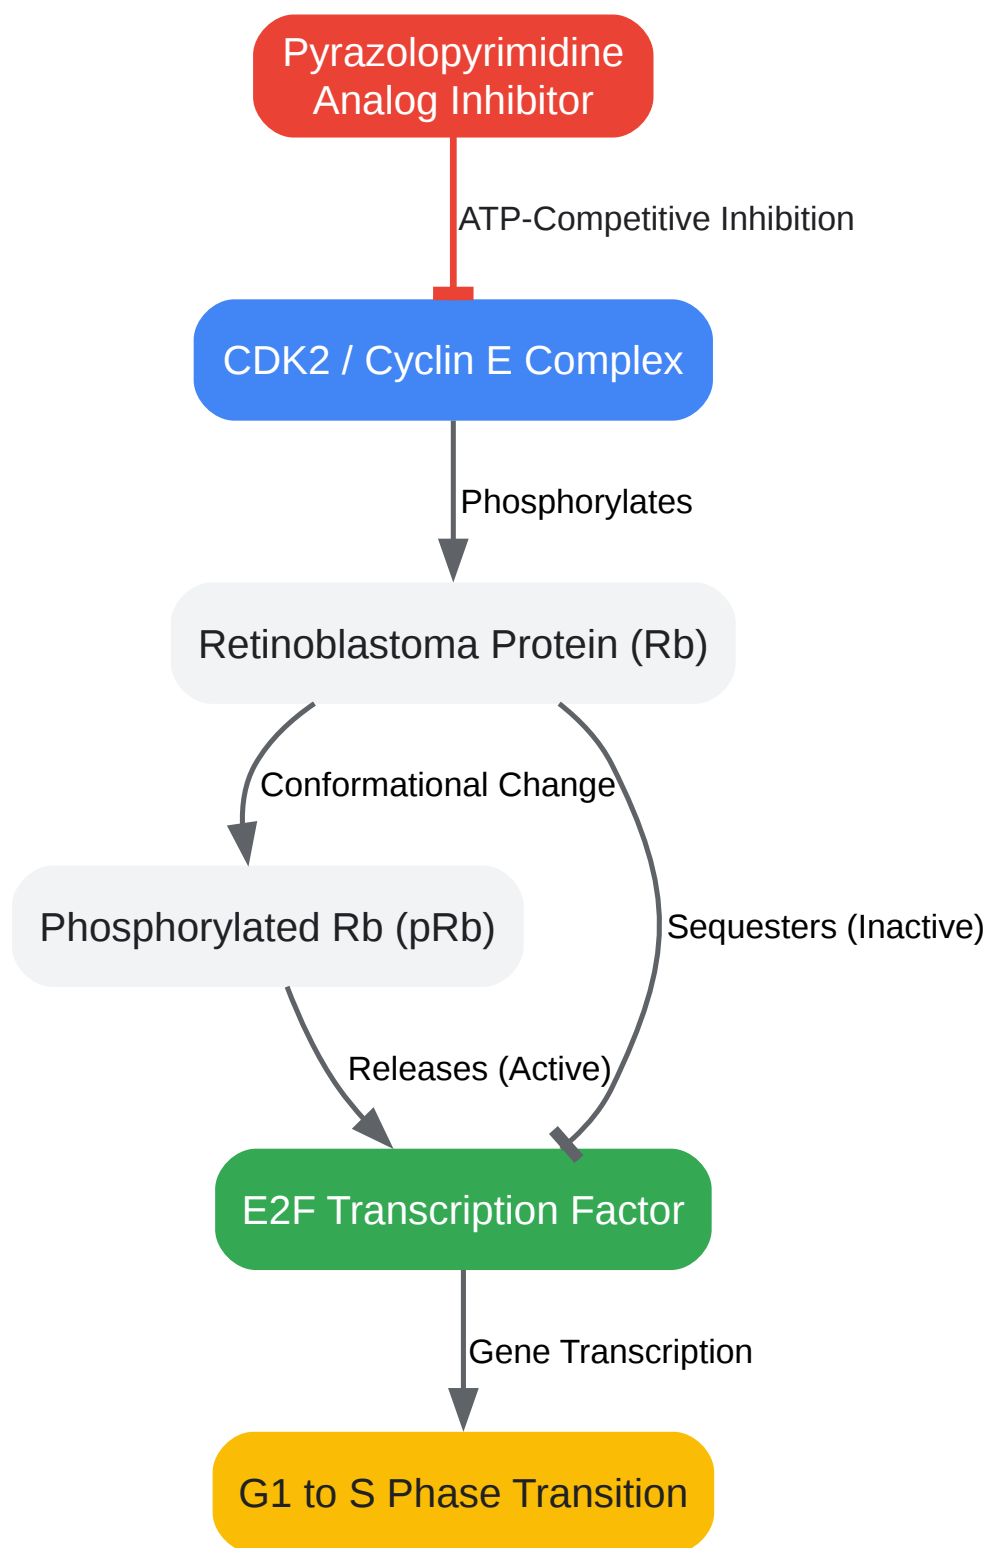 Pyrazolopyrimidine
Analog Inhibitor
ATP-Competitive Inhibition
CDK2 / Cyclin E Complex
Phosphorylates
Retinoblastoma Protein (Rb)
Conformational Change
Phosphorylated Rb (pRb)
Sequesters (Inactive)
Releases (Active)
E2F Transcription Factor
Gene Transcription
G1 to S Phase Transition